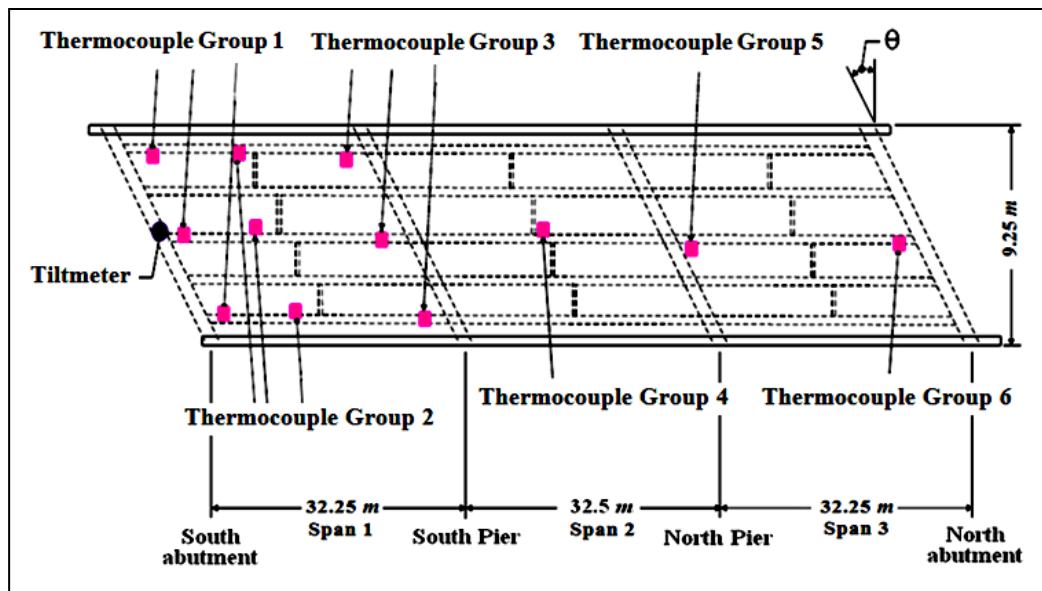 Thermocouple Group 1
Thermocouple Group 3
Thermocouple Group 5
θ
9.25 m
Tiltmeter
Thermocouple Group 2
Thermocouple Group 4
Thermocouple Group 6
32.25 m
Span 1
32.5 m
Span 2
32.25 m
Span 3
South
abutment
South Pier
North Pier
North
abutment